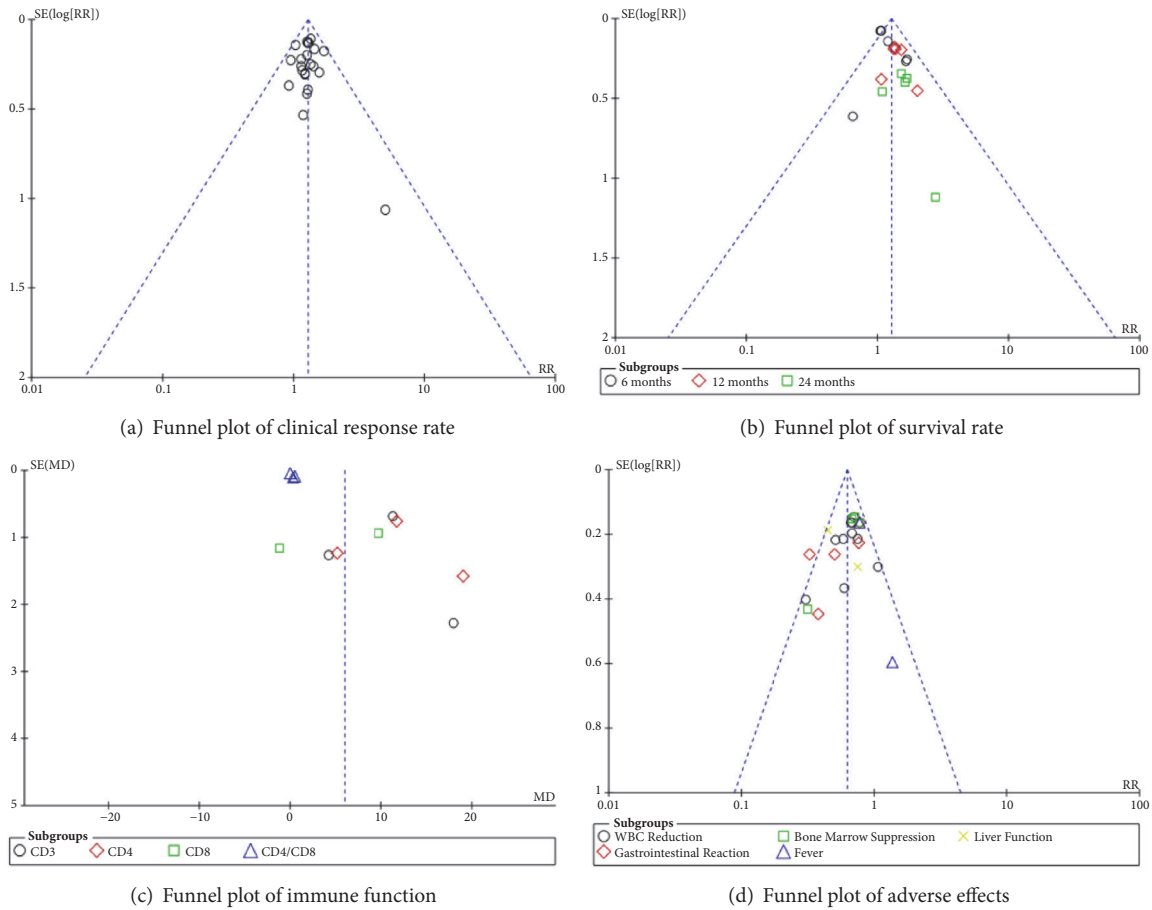 SE(log[RR])
0
0.5
1
1.5
2
0.01 0.1 1 10 100
RR
(a) Funnel plot of clinical response rate
SE(log[RR])
0
0.5
1
1.5
2
0.01 0.1 1 10 100
RR
Subgroups
6 months 12 months 24 months
(b) Funnel plot of survival rate
SE(MD)
0
1
2
3
4
5
−20 −10 0 10 20
MD
Subgroups
CD3 CD4 CD8 CD4/CD8
(c) Funnel plot of immune function
SE(log[RR])
0
0.2
0.4
0.6
0.8
1
0.01 0.1 1 10 100
RR
Subgroups
WBC Reduction Bone Marrow Suppression Liver Function
Gastrointestinal Reaction Fever
(d) Funnel plot of adverse effects